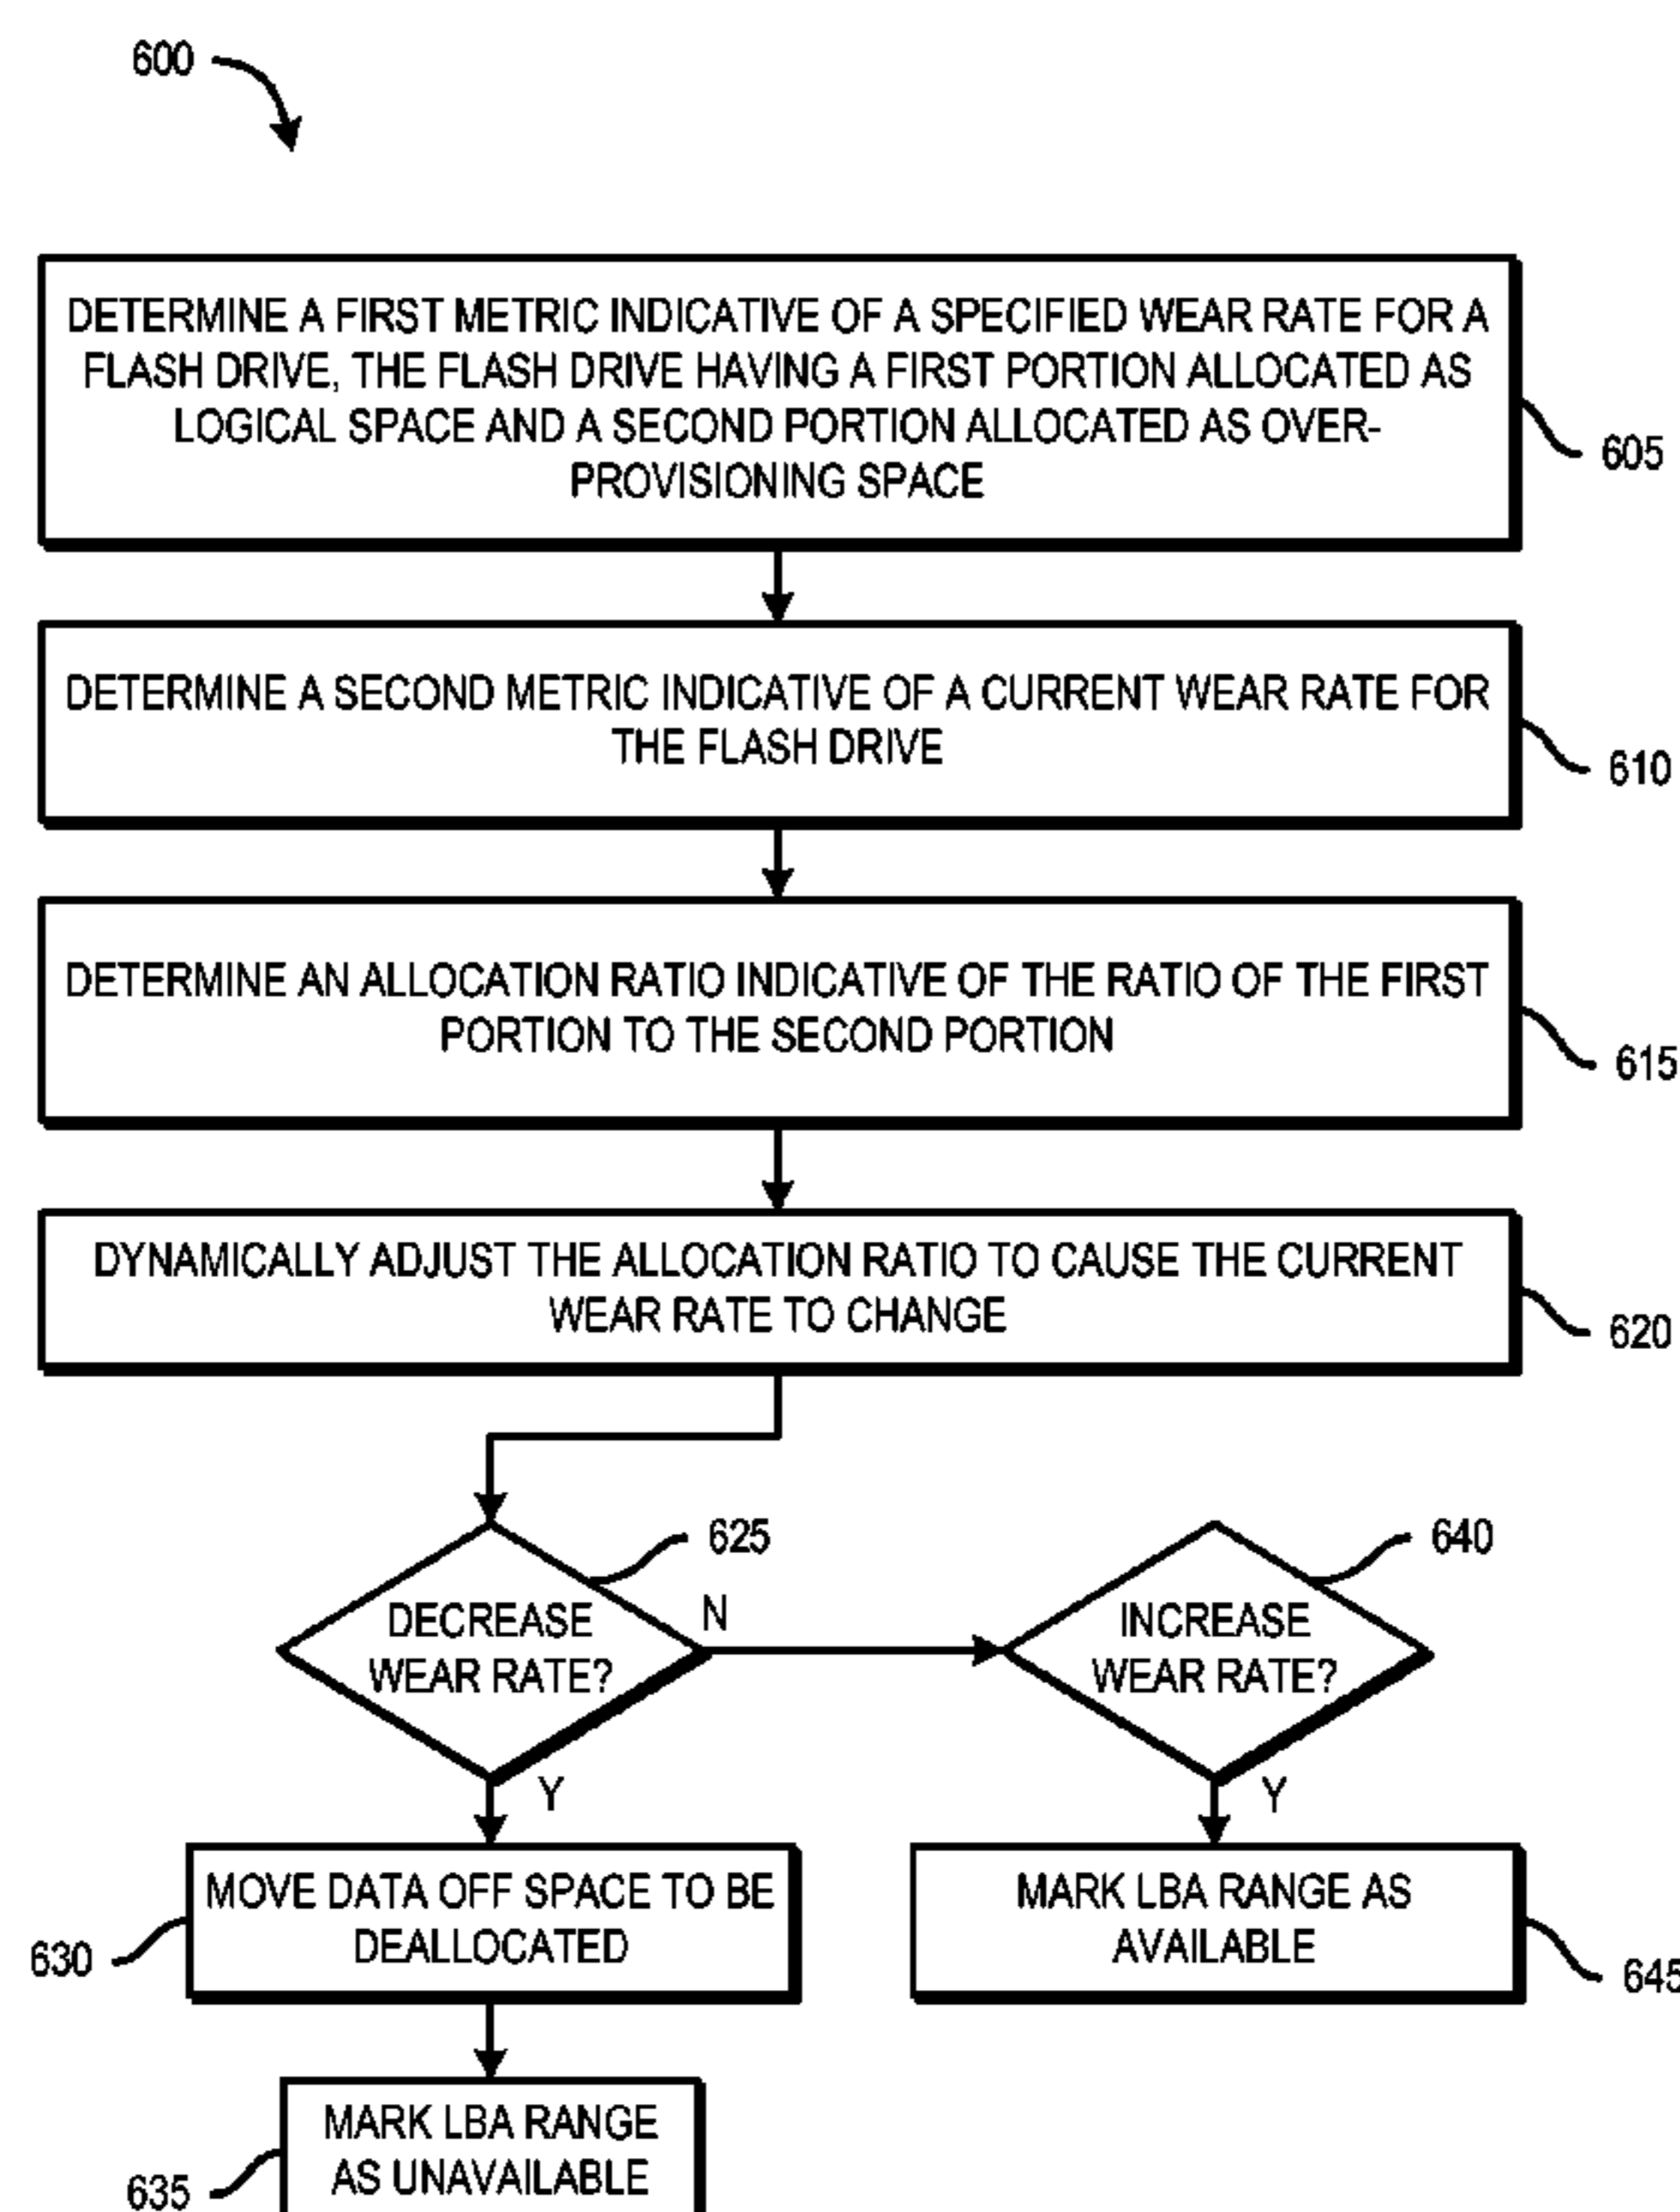 600
DETERMINE A FIRST METRIC INDICATIVE OF A SPECIFIED WEAR RATE FOR A
FLASH DRIVE, THE FLASH DRIVE HAVING A FIRST PORTION ALLOCATED AS
LOGICAL SPACE AND A SECOND PORTION ALLOCATED AS OVER-
PROVISIONING SPACE
605
DETERMINE A SECOND METRIC INDICATIVE OF A CURRENT WEAR RATE FOR
THE FLASH DRIVE
610
DETERMINE AN ALLOCATION RATIO INDICATIVE OF THE RATIO OF THE FIRST
PORTION TO THE SECOND PORTION
615
DYNAMICALLY ADJUST THE ALLOCATION RATIO TO CAUSE THE CURRENT
WEAR RATE TO CHANGE
620
625
DECREASE
WEAR RATE?
N
Y
640
INCREASE
WEAR RATE?
Y
MOVE DATA OFF SPACE TO BE
DEALLOCATED
630
MARK LBA RANGE AS
AVAILABLE
645
MARK LBA RANGE
AS UNAVAILABLE
635